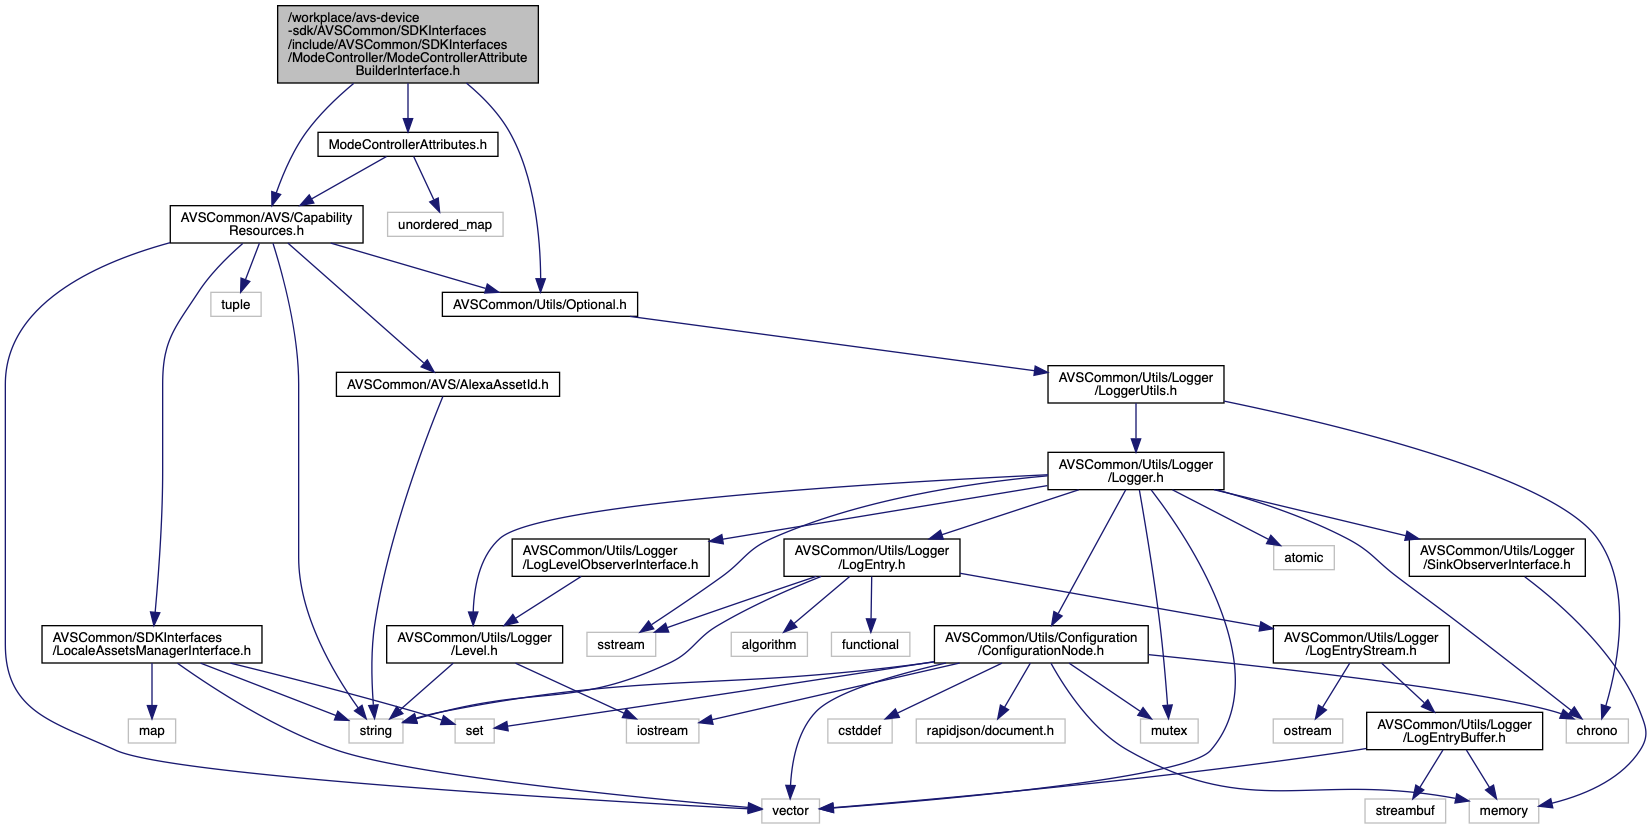 /workplace/avs-device
-sdk/AVSCommon/SDKInterfaces
/include/AVSCommon/SDKInterfaces
/ModeController/ModeControllerAttribute
BuilderInterface.h
ModeControllerAttributes.h
AVSCommon/AVS/Capability
Resources.h
unordered_map
tuple
AVSCommon/Utils/Optional.h
AVSCommon/AVS/AlexaAssetId.h
AVSCommon/Utils/Logger
/LoggerUtils.h
AVSCommon/Utils/Logger
/Logger.h
AVSCommon/Utils/Logger
/LogLevelObserverInterface.h
AVSCommon/Utils/Logger
/LogEntry.h
atomic
AVSCommon/Utils/Logger
/SinkObserverInterface.h
AVSCommon/SDKInterfaces
/LocaleAssetsManagerInterface.h
AVSCommon/Utils/Logger
/Level.h
sstream
algorithm
functional
AVSCommon/Utils/Configuration
/ConfigurationNode.h
AVSCommon/Utils/Logger
/LogEntryStream.h
map
string
set
iostream
cstddef
rapidjson/document.h
mutex
ostream
AVSCommon/Utils/Logger
/LogEntryBuffer.h
chrono
vector
streambuf
memory